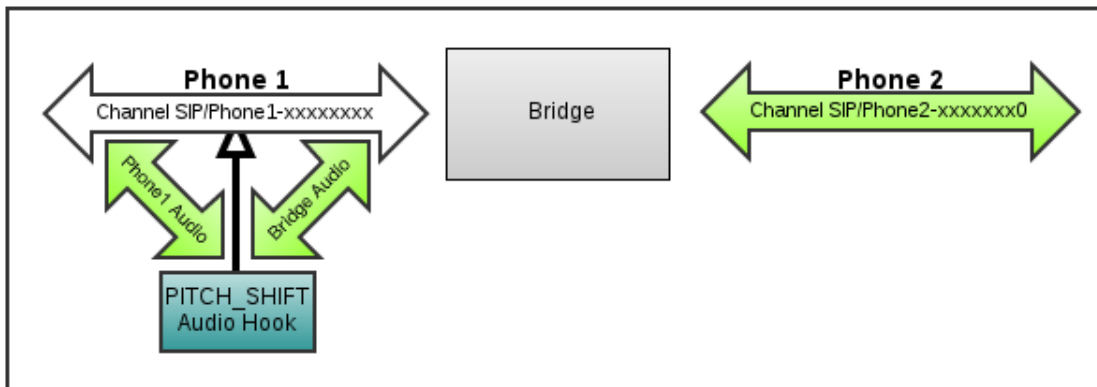 Phone 1
Channel SIP/Phone1-xxxxxxxx
Phone1 Audio
Bridge Audio
PITCH_SHIFT
Audio Hook
Bridge
Phone 2
Channel SIP/Phone2-xxxxxxx0